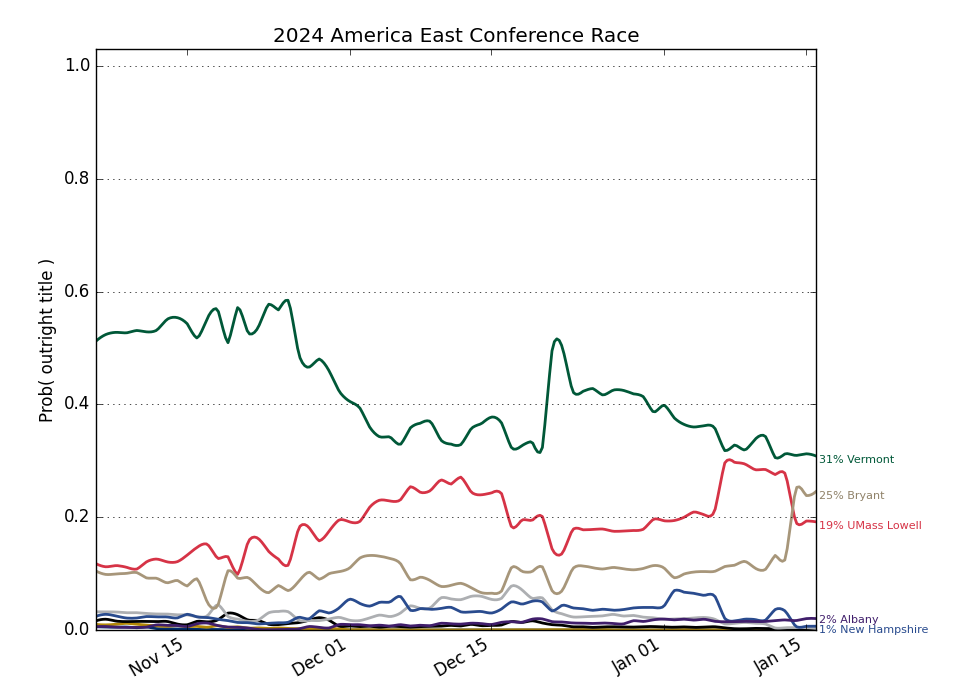 2024 America East Conference Race
Prob( outright title )
1.0
0.8
0.6
0.4
0.2
0.0
31% Vermont
25% Bryant
19% UMass Lowell
2% Albany
1% New Hampshire
Nov 15
Dec 01
Dec 15
Jan 01
Jan 15